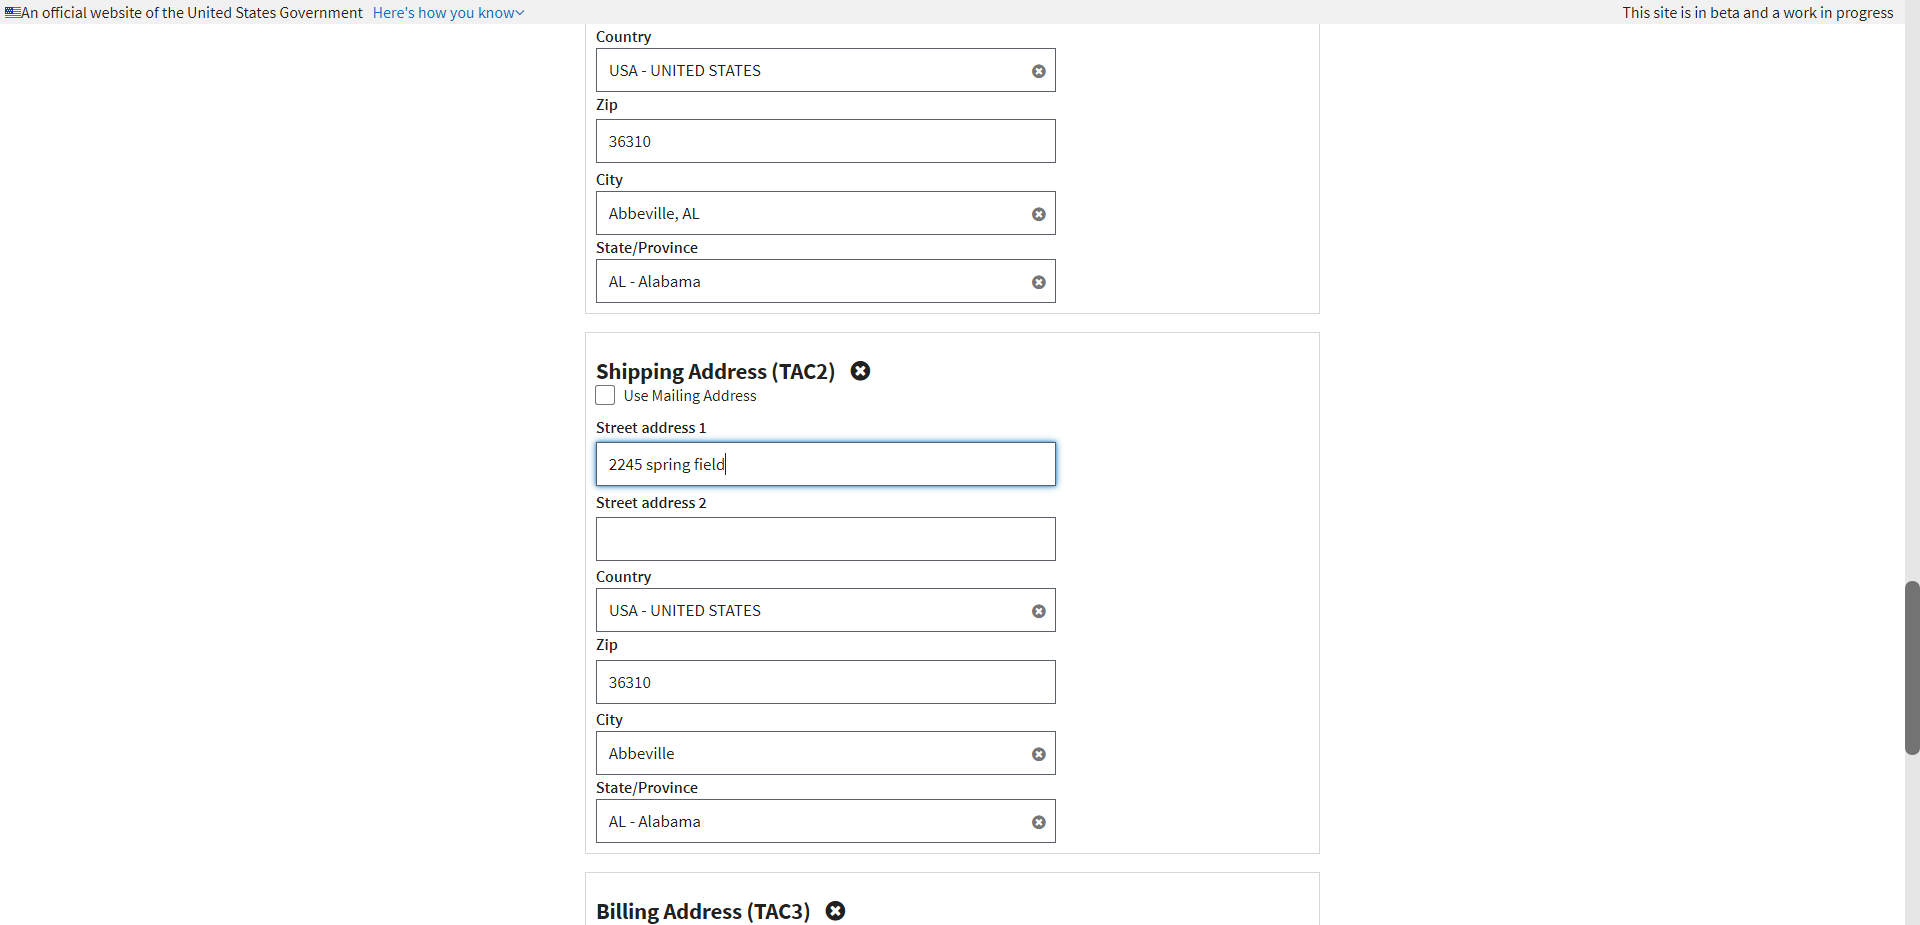 An official website of the United States Government Here's how you know
This site is in beta and a work in progress
Country
USA - UNITED STATES
Zip
36310
City
Abbeville, AL
State/Province
AL - Alabama
Shipping Address (TAC2)
Use Mailing Address
Street address 1
2245 spring field
Street address 2
Country
USA - UNITED STATES
Zip
36310
City
Abbeville
State/Province
AL - Alabama
Billing Address (TAC3)